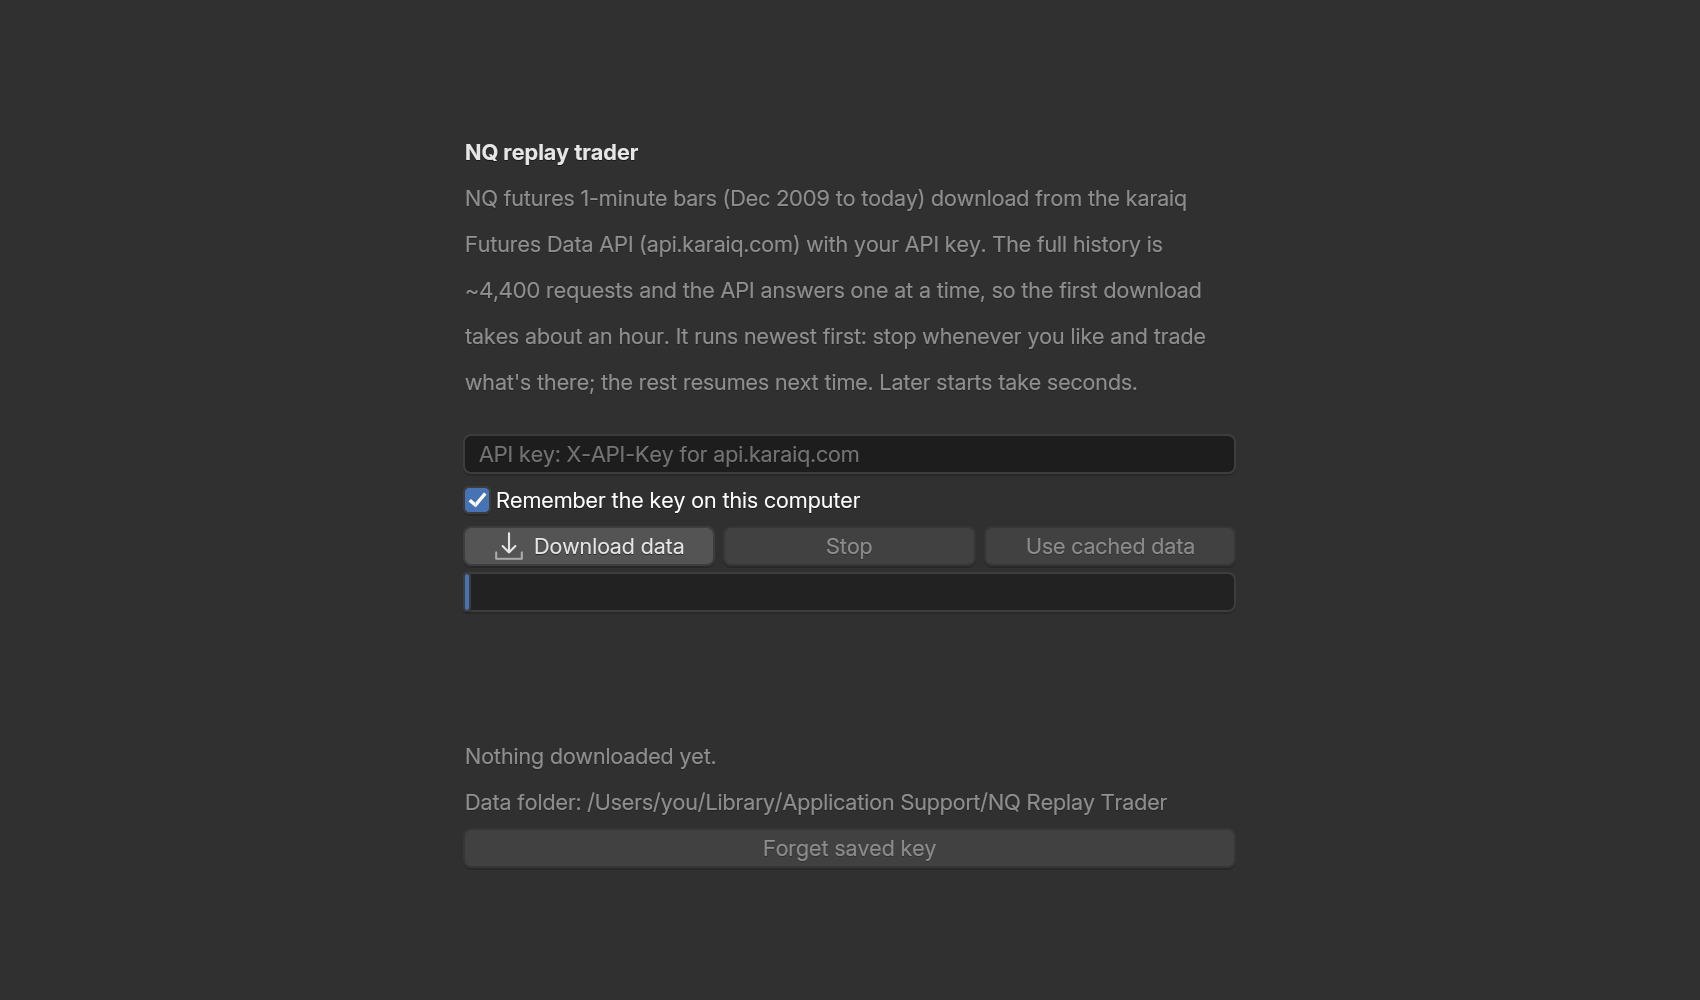 NQ replay trader
NQ futures 1-minute bars (Dec 2009 to today) download from the karaiq
Futures Data API (api.karaiq.com) with your API key. The full history is
~4,400 requests and the API answers one at a time, so the first download
takes about an hour. It runs newest first: stop whenever you like and trade
what's there; the rest resumes next time. Later starts take seconds.
API key: X-API-Key for api.karaiq.com
Remember the key on this computer
Download data
Stop
Use cached data
Nothing downloaded yet.
Data folder: /Users/you/Library/Application Support/NQ Replay Trader
Forget saved key